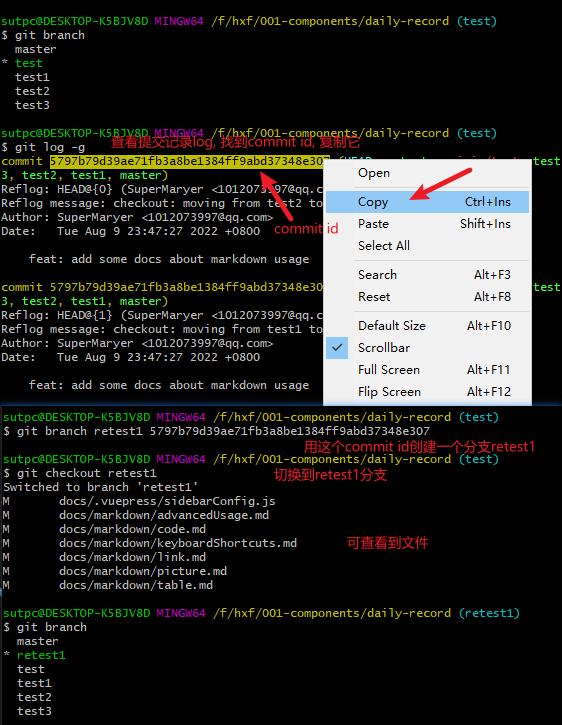 sutpc@DESKTOP-K5BJV8D MINGW64 /f/hxf/001-components/daily-record (test)
$ git branch
master
* test
test1
test2
test3
sutpc@DESKTOP-K5BJV8D MINGW64 /f/hxf/001-components/daily-record (test)
$ git log -g 查看提交记录log, 找到commit id, 复制它
commit 5797b79d39ae71fb3a8be1384ff9abd37348e307 test
3, test2, test1, master)
Reflog: HEAD@{0} (SuperMaryer <1012073997@qq.co
Reflog message: checkout: moving from test2 to
Author: SuperMaryer <1012073997@qq.com>
commit id
Date: Tue Aug 9 23:47:27 2022 +0800
feat: add some docs about markdown usage
commit 5797b79d39ae71fb3a8be1384ff9abd37348e30 test
3, test2, test1, master)
Reflog: HEAD@{1} (SuperMaryer <1012073997@qq.co
Reflog message: checkout: moving from test1 to
Author: SuperMaryer <1012073997@qq.com>
Date: Tue Aug 9 23:47:27 2022 +0800
feat: add some docs about markdown usage
Open
Copy Ctrl+Ins
Paste Shift+Ins
Select All
Search Alt+F3
Reset Alt+F8
Default Size Alt+F10
Scrollbar
Full Screen Alt+F11
Flip Screen Alt+F12
sutpc@DESKTOP-K5BJV8D MINGW64 /f/hxf/001-components/daily-record (test)
$ git branch retest1 5797b79d39ae71fb3a8be1384ff9abd37348e307
用这个commit id创建一个分支retest1
sutpc@DESKTOP-K5BJV8D MINGW64 /f/hxf/001-components/daily-record (test)
$ git checkout retest1 切换到retest1分支
Switched to branch 'retest1'
M docs/.vuepress/sidebarConfig.js
M docs/markdown/advancedUsage.md
M docs/markdown/code.md
M docs/markdown/keyboardShortcuts.md 可查看到文件
M docs/markdown/link.md
M docs/markdown/picture.md
M docs/markdown/table.md
sutpc@DESKTOP-K5BJV8D MINGW64 /f/hxf/001-components/daily-record (retest1)
$ git branch
master
* retest1
test
test1
test2
test3